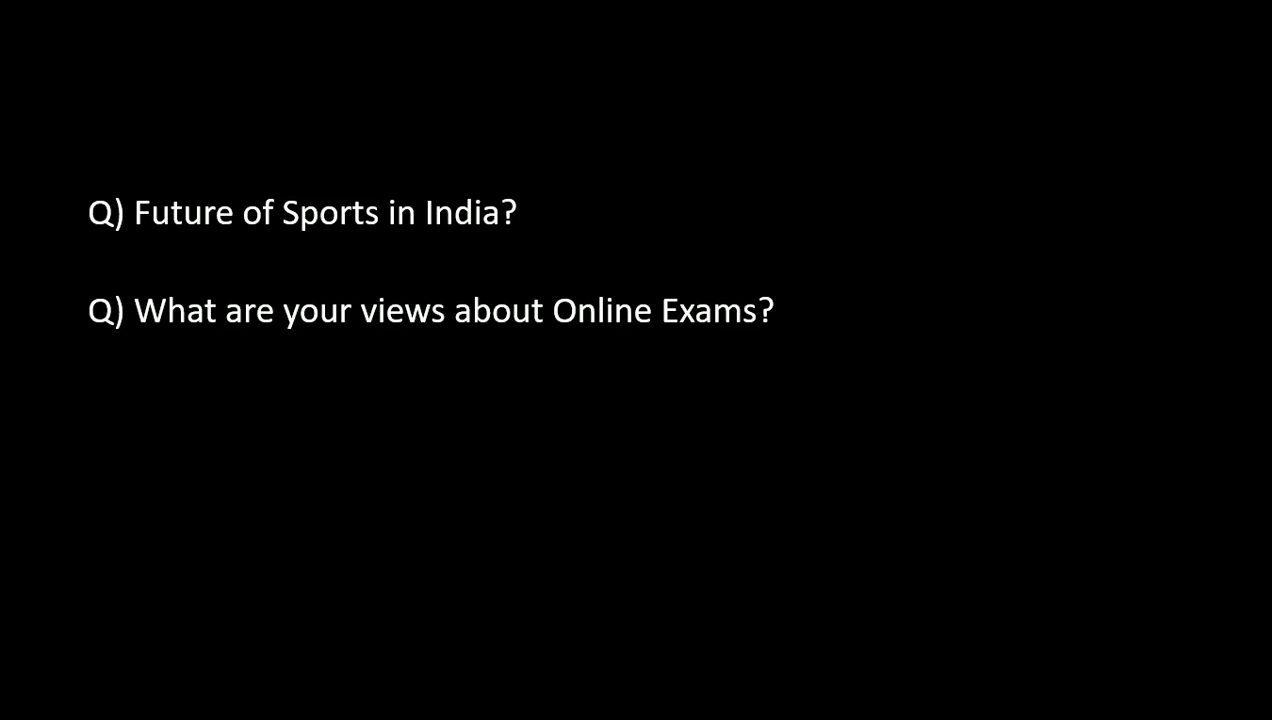 Q) Future of Sports in India?
Q) What are your views about Online Exams?